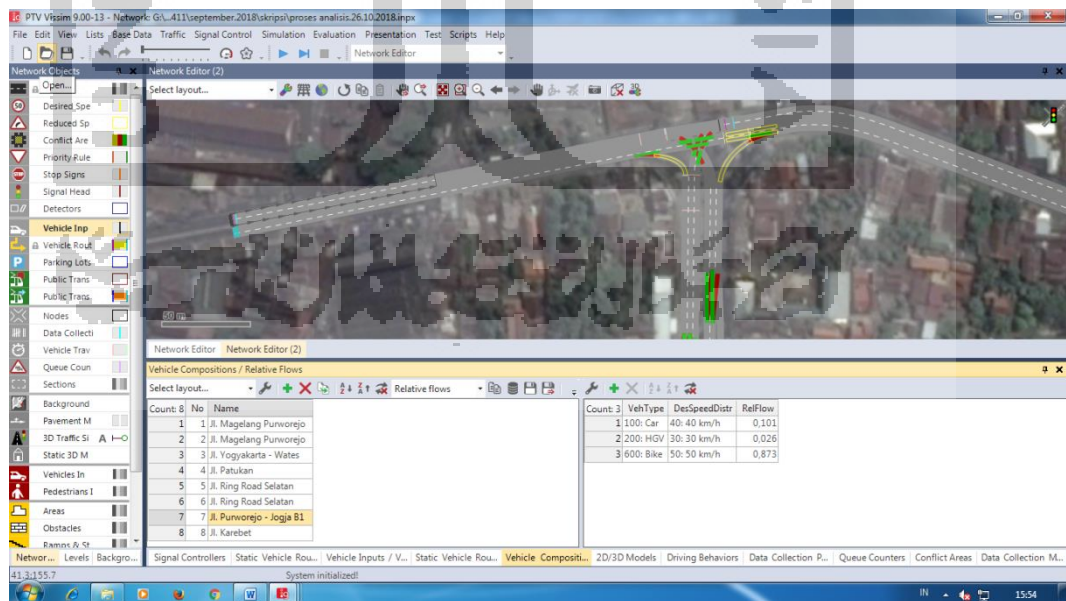 PTV Vissim 9.00-13 - Network: G:\...411\september.2018\skripsi\proses analisis.26.10.2018.inpx
File Edit View Lists Base Data Traffic Signal Control Simulation Evaluation Presentation Test Scripts Help
Network Editor
Network Objects
Network Editor (2)
Open...
Select layout...
Desired Spe
Reduced Sp
Conflict Are
Priority Rule
Stop Signs
Signal Head
Detectors
Vehicle Inp
Vehicle Rout
Parking Lots
Public Trans
Public Trans
Nodes
Data Collecti
Vehicle Trav
Queue Coun
Sections
Background
Pavement M
3D Traffic Si
Static 3D M
Vehicles In
Pedestrians I
Areas
Obstacles
Ramps & St
Networ... Levels Backgro...
50 m
Network Editor Network Editor (2)
Vehicle Compositions / Relative Flows
Select layout... Relative flows
Count: 8 No Name
1 1 Jl. Magelang Purworejo
2 2 Jl. Magelang Purworejo
3 3 Jl. Yogyakarta - Wates
4 4 Jl. Patukan
5 5 Jl. Ring Road Selatan
6 6 Jl. Ring Road Selatan
7 7 Jl. Purworejo - Jogja B1
8 8 Jl. Karebet
Count: 3 VehType DesSpeedDistr RelFlow
1 100: Car 40: 40 km/h 0,101
2 200: HGV 30: 30 km/h 0,026
3 600: Bike 50: 50 km/h 0,873
Signal Controllers Static Vehicle Rou... Vehicle Inputs / V... Static Vehicle Rou... Vehicle Compositi... 2D/3D Models Driving Behaviors Data Collection P... Queue Counters Conflict Areas Data Collection M...
41.3:155.7 System initialized!
IN 15:54